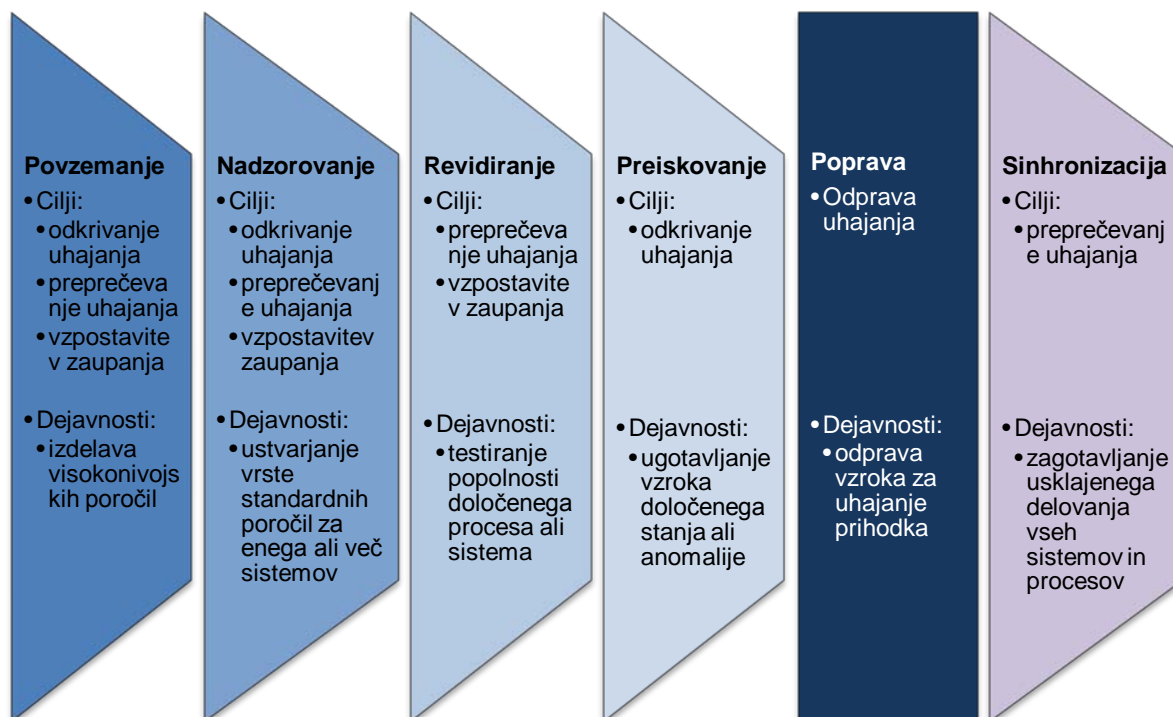 Povzemanje
•Cilji:
•odkrivanje
uhajanja
•preprečeva
nje uhajanja
•vzpostavite
v zaupanja
•Dejavnosti:
•izdelava
visokonivojs
kih poročil
Nadzorovanje
•Cilji:
•odkrivanje
uhajanja
•preprečevanj
e uhajanja
•vzpostavitev
zaupanja
•Dejavnosti:
•ustvarjanje
vrste
standardnih
poročil za
enega ali več
sistemov
Revidiranje
•Cilji:
•preprečeva
nje uhajanja
•vzpostavite
v zaupanja
•Dejavnosti:
•testiranje
popolnosti
določenega
procesa ali
sistema
Preiskovanje
•Cilji:
•odkrivanje
uhajanja
•Dejavnosti:
•ugotavljanje
vzroka
določenega
stanja ali
anomalije
Poprava
•Odprava
uhajanja
•Dejavnosti:
•odprava
vzroka za
uhajanje
prihodka
Sinhronizacija
•Cilji:
•preprečevanj
e uhajanja
•Dejavnosti:
•zagotavljanje
usklajenega
delovanja
vseh
sistemov in
procesov